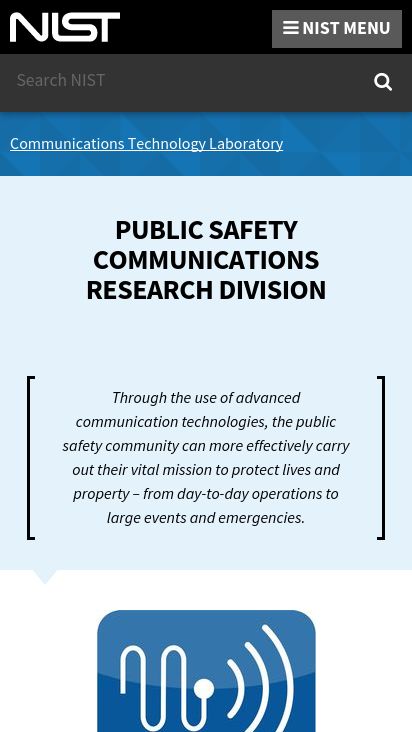 NIST
NIST MENU
Search NIST
Communications Technology Laboratory
PUBLIC SAFETY
COMMUNICATIONS
RESEARCH DIVISION
Through the use of advanced
communication technologies, the public
safety community can more effectively carry
out their vital mission to protect lives and
property – from day-to-day operations to
large events and emergencies.